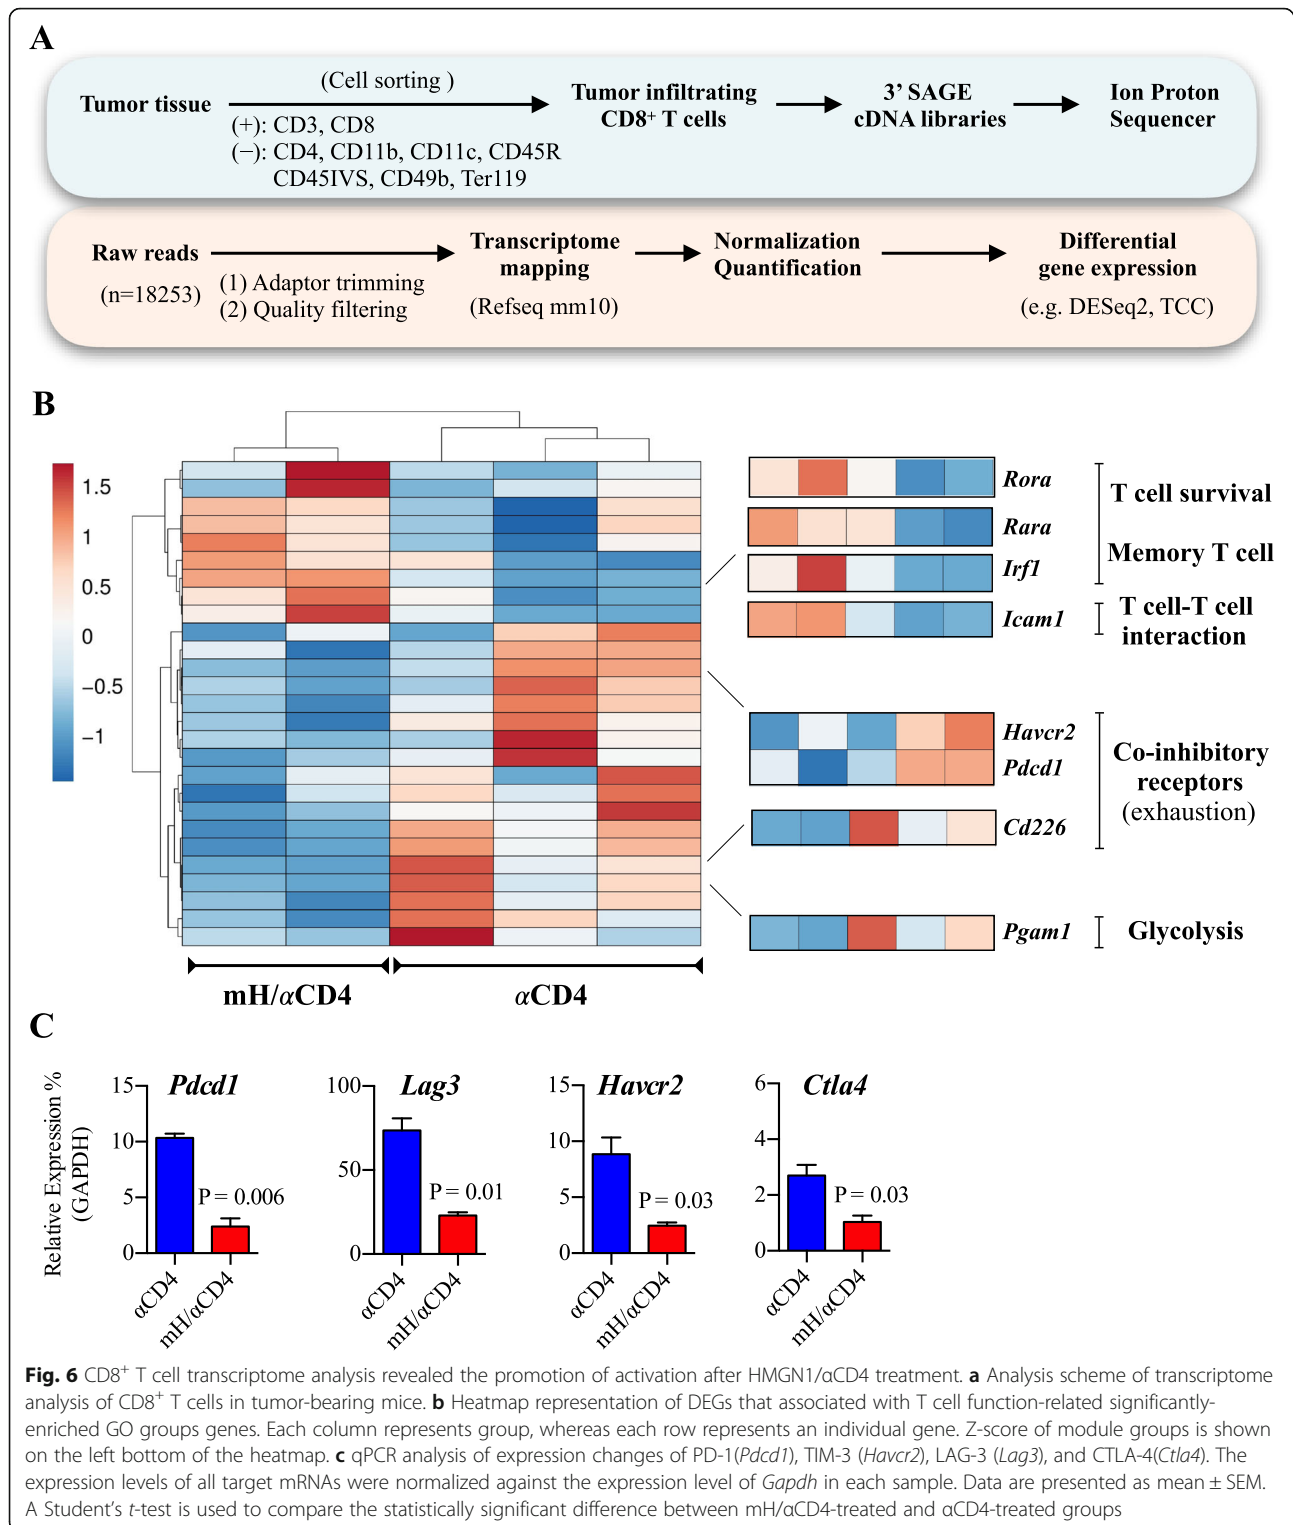 A
(Cell sorting )
Tumor tissue
Tumor infiltrating
CD8+ T cells
3’ SAGE
cDNA libraries
Ion Proton
Sequencer
(+): CD3, CD8
(−): CD4, CD11b, CD11c, CD45R
CD45IVS, CD49b, Ter119
Raw reads
(n=18253)
(1) Adaptor trimming
(2) Quality filtering
Transcriptome
mapping
(Refseq mm10)
Normalization
Quantification
Differential
gene expression
(e.g. DESeq2, TCC)
B
1.5
1
0.5
0
−0.5
−1
Rora
Rara
Irf1
Icam1
Havcr2
Pdcd1
Cd226
Pgam1
T cell survival
Memory T cell
T cell-T cell
interaction
Co-inhibitory
receptors
(exhaustion)
Glycolysis
mH/αCD4
αCD4
C
Relative Expression %
(GAPDH)
Pdcd1
15
10
5
0
P = 0.006
αCD4
mH/αCD4
Lag3
100
50
0
P = 0.01
αCD4
mH/αCD4
Havcr2
15
10
5
0
P = 0.03
αCD4
mH/αCD4
Ctla4
6
4
2
0
P = 0.03
αCD4
mH/αCD4
Fig. 6 CD8+ T cell transcriptome analysis revealed the promotion of activation after HMGN1/αCD4 treatment. a Analysis scheme of transcriptome
analysis of CD8+ T cells in tumor-bearing mice. b Heatmap representation of DEGs that associated with T cell function-related significantly-
enriched GO groups genes. Each column represents group, whereas each row represents an individual gene. Z-score of module groups is shown
on the left bottom of the heatmap. c qPCR analysis of expression changes of PD-1(Pdcd1), TIM-3 (Havcr2), LAG-3 (Lag3), and CTLA-4(Ctla4). The
expression levels of all target mRNAs were normalized against the expression level of Gapdh in each sample. Data are presented as mean ± SEM.
A Student’s t-test is used to compare the statistically significant difference between mH/αCD4-treated and αCD4-treated groups